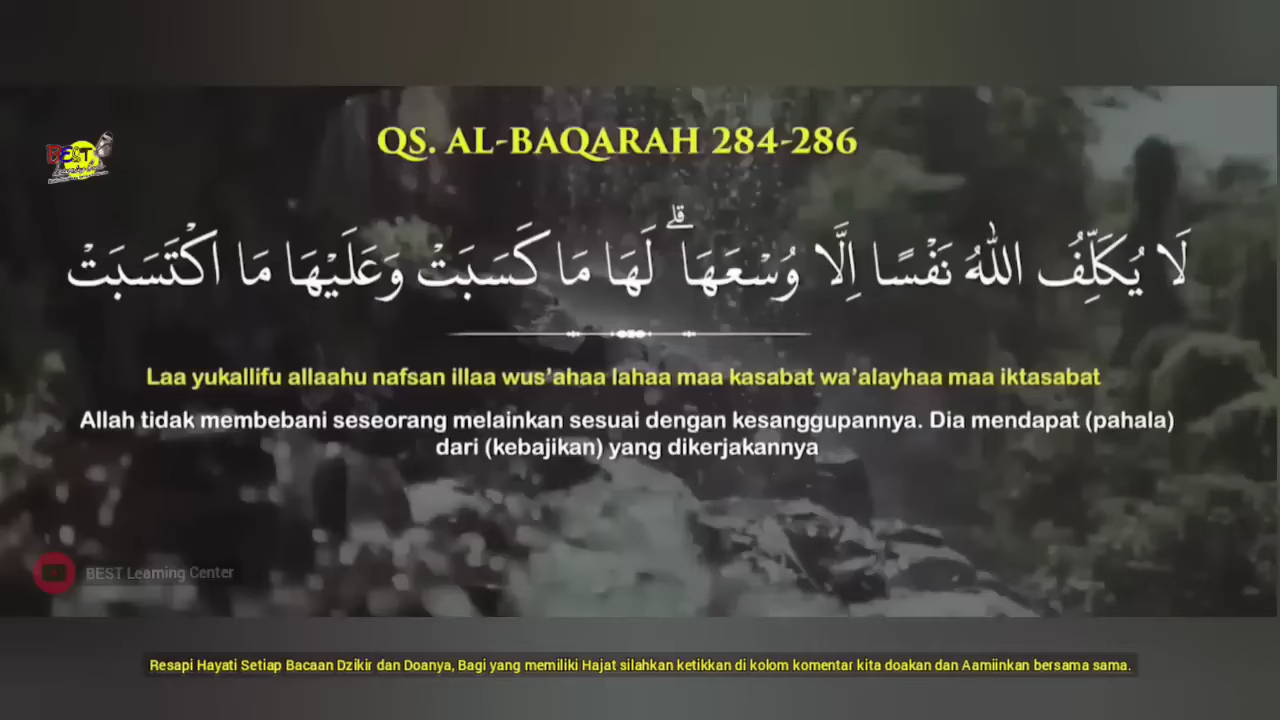 QS. AL-BAQARAH 284-286
BEST
لَا يُكَلِّفُ اللّٰهُ نَفْسًا اِلَّا وُسْعَهَا ۗ لَهَا مَا كَسَبَتْ وَعَلَيْهَا مَا اكْتَسَبَتْ
Laa yukallifu allaahu nafsan illaa wus’ahaa lahaa maa kasabat wa’alayhaa maa iktasabat
Allah tidak membebani seseorang melainkan sesuai dengan kesanggupannya. Dia mendapat (pahala)
dari (kebajikan) yang dikerjakannya
BEST Learning Center
Resapi Hayati Setiap Bacaan Dzikir dan Doanya, Bagi yang memiliki Hajat silahkan ketikkan di kolom komentar kita doakan dan Aamiinkan bersama sama.